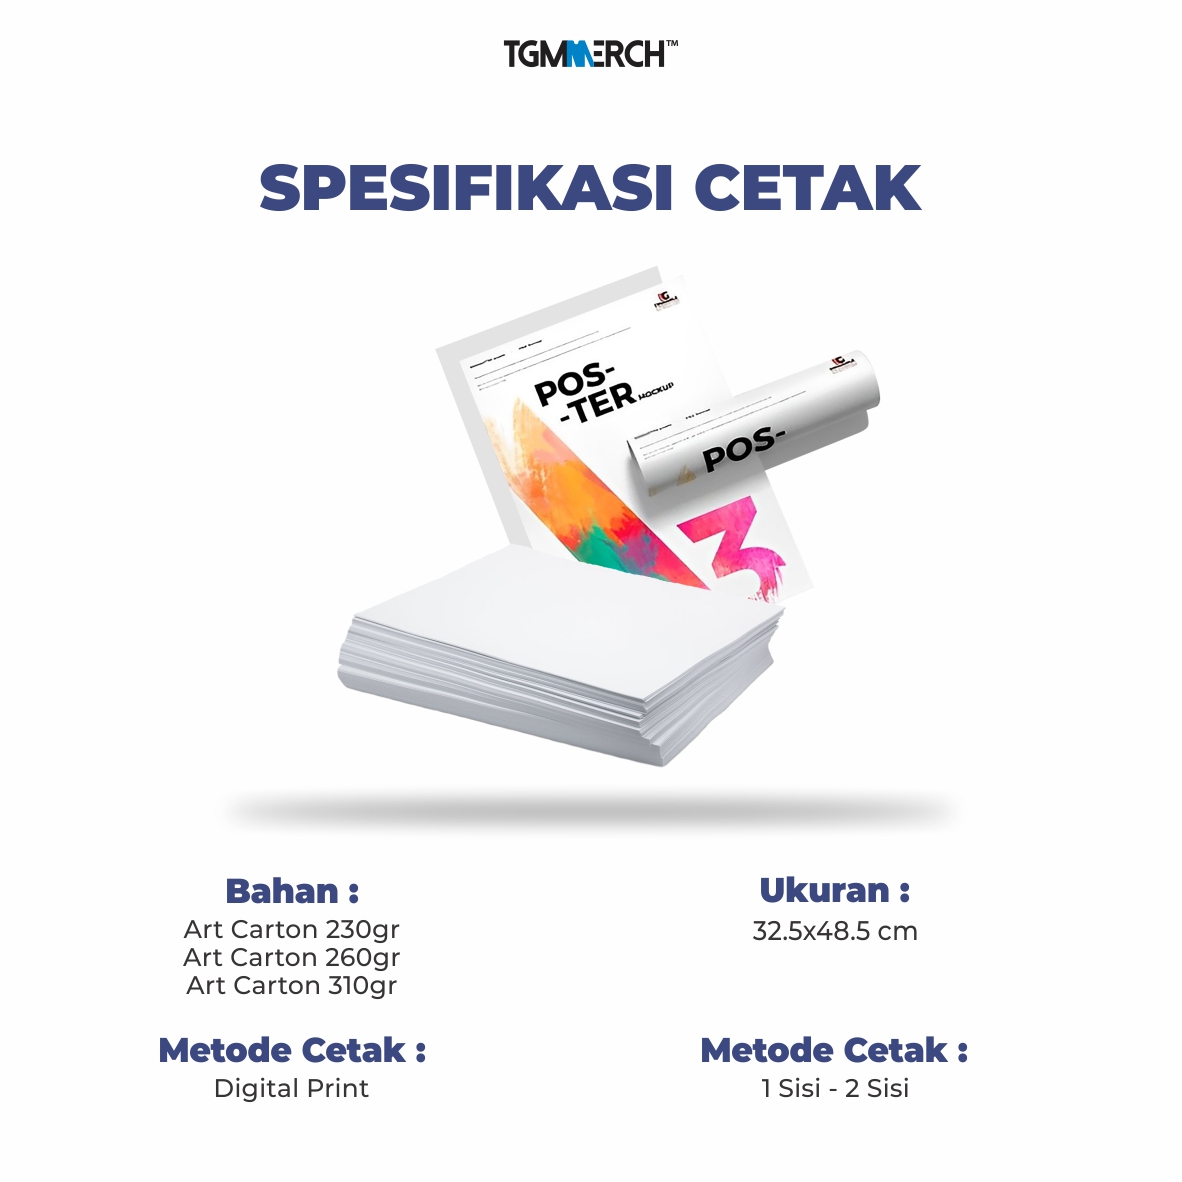 TGMMERCH™
SPESIFIKASI CETAK
POS-
-TER MOCKUP
POS-
3
Bahan :
Art Carton 230gr
Art Carton 260gr
Art Carton 310gr
Ukuran :
32.5x48.5 cm
Metode Cetak :
Digital Print
Metode Cetak :
1 Sisi - 2 Sisi